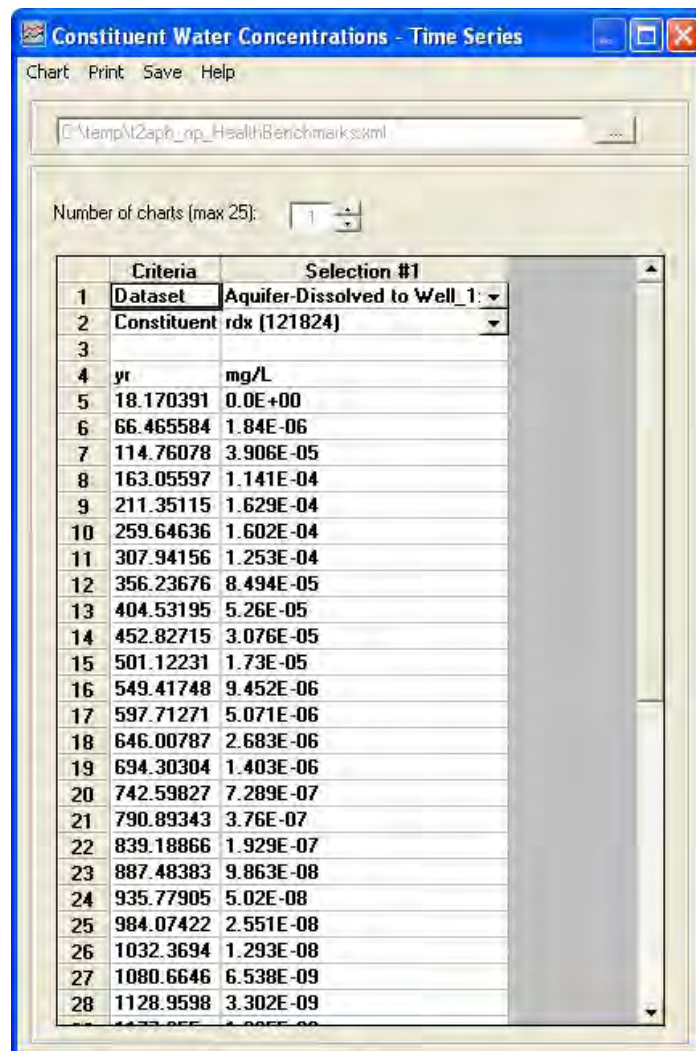 Constituent Water Concentrations - Time Series
Chart Print Save Help
Number of charts (max 25): 1
Criteria Selection #1
1 Dataset Aquifer-Dissolved to Well_1:
2 Constituent rdx (121824)
3
4 yr mg/L
5 18.170391 0.0E+00
6 66.465584 1.84E-06
7 114.76078 3.906E-05
8 163.05597 1.141E-04
9 211.35115 1.629E-04
10 259.64636 1.602E-04
11 307.94156 1.253E-04
12 356.23676 8.494E-05
13 404.53195 5.26E-05
14 452.82715 3.076E-05
15 501.12231 1.73E-05
16 549.41748 9.452E-06
17 597.71271 5.071E-06
18 646.00787 2.683E-06
19 694.30304 1.403E-06
20 742.59827 7.289E-07
21 790.89343 3.76E-07
22 839.18866 1.929E-07
23 887.48383 9.863E-08
24 935.77905 5.02E-08
25 984.07422 2.551E-08
26 1032.3694 1.293E-08
27 1080.6646 6.538E-09
28 1128.9598 3.302E-09